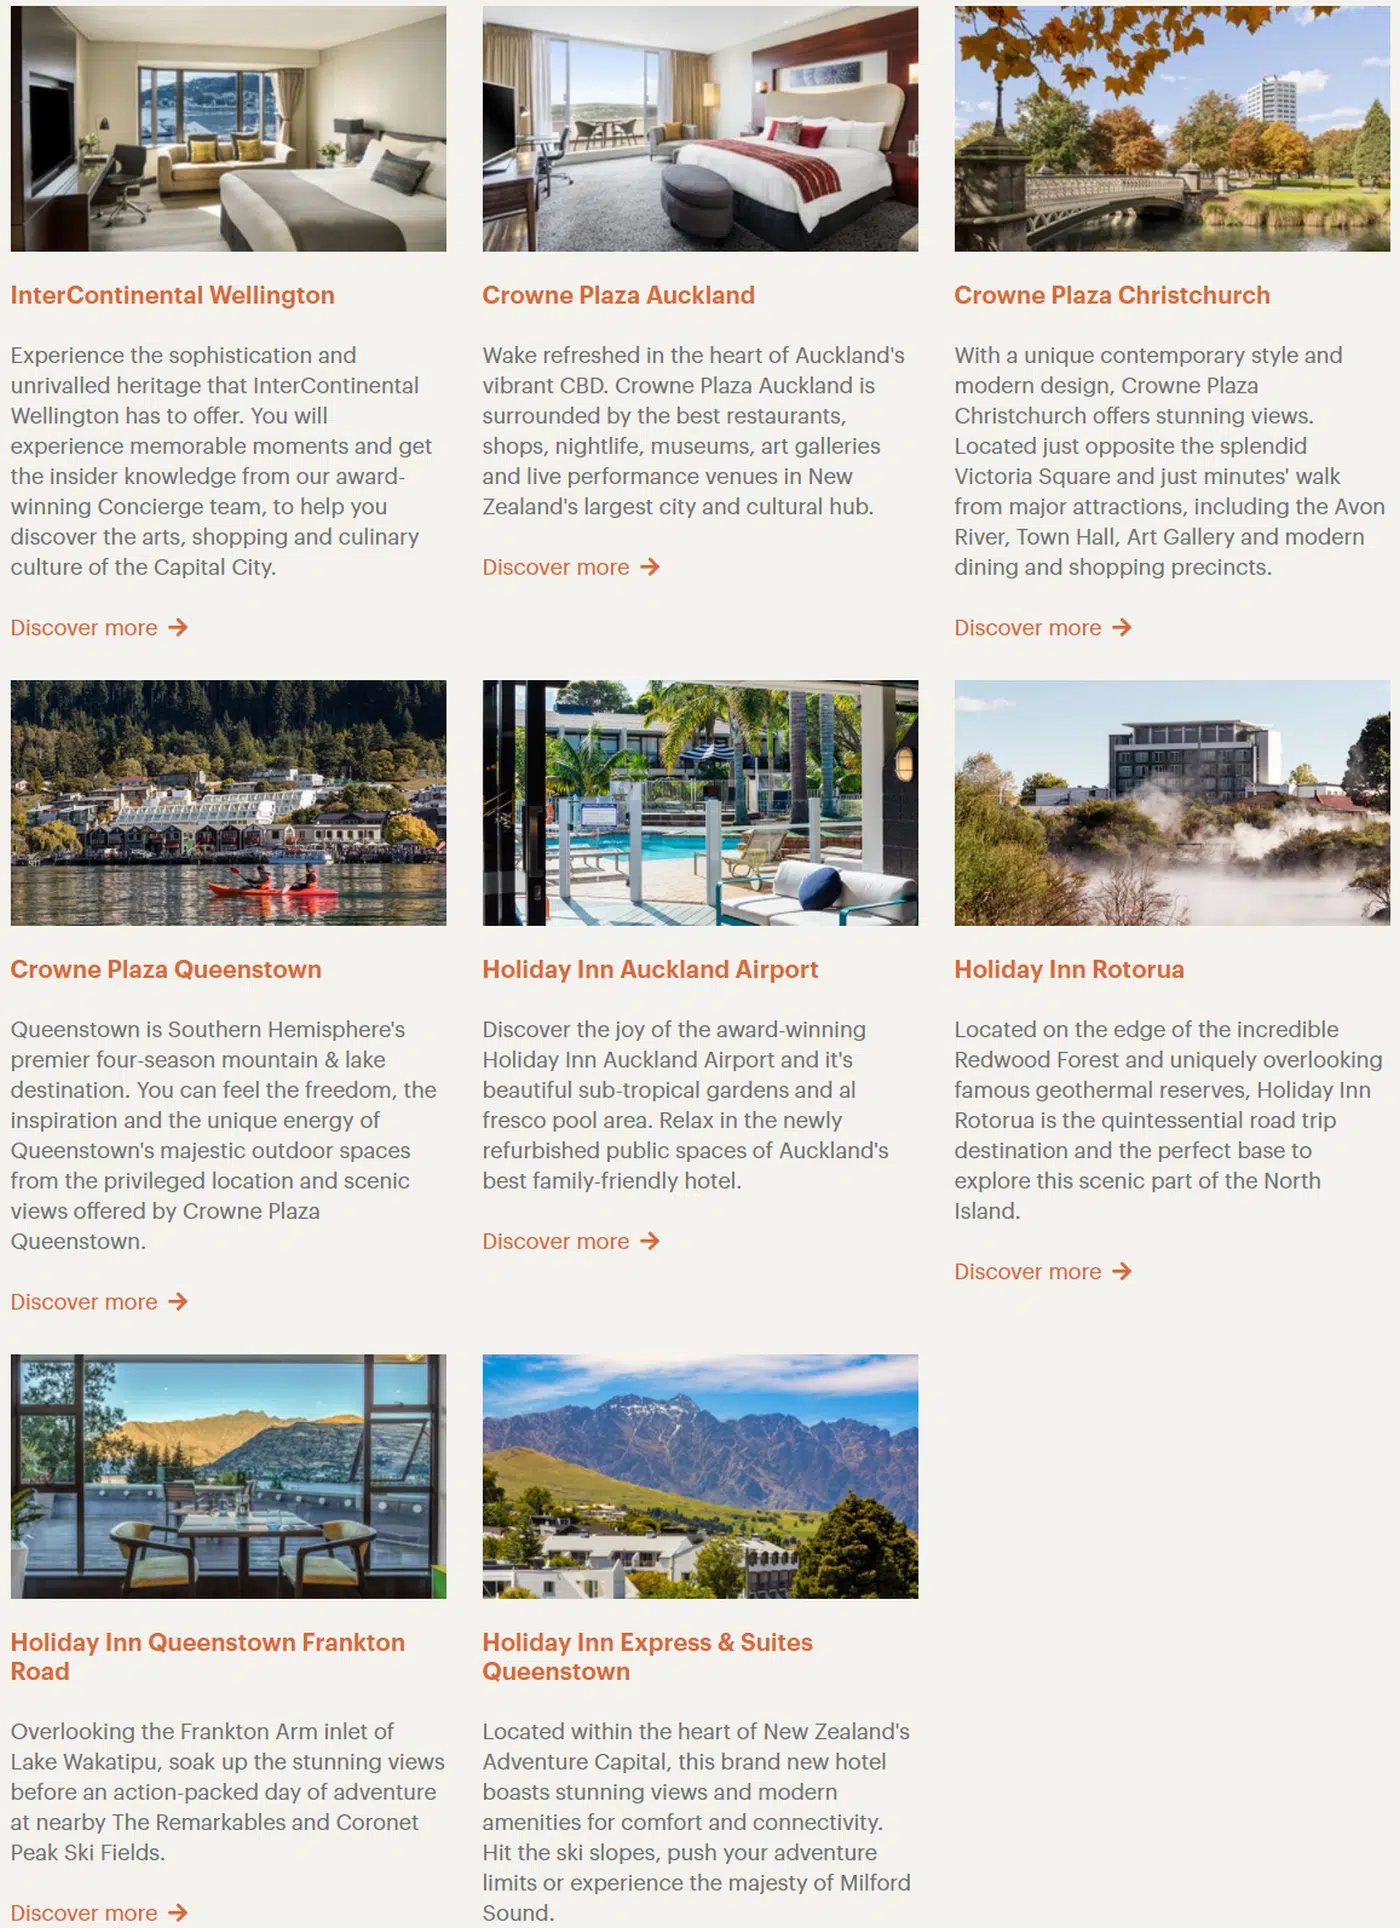 InterContinental Wellington
Experience the sophistication and
unrivalled heritage that InterContinental
Wellington has to offer. You will
experience memorable moments and get
the insider knowledge from our award-
winning Concierge team, to help you
discover the arts, shopping and culinary
culture of the Capital City.
Discover more →
Crowne Plaza Auckland
Wake refreshed in the heart of Auckland's
vibrant CBD. Crowne Plaza Auckland is
surrounded by the best restaurants,
shops, nightlife, museums, art galleries
and live performance venues in New
Zealand's largest city and cultural hub.
Discover more →
Crowne Plaza Christchurch
With a unique contemporary style and
modern design, Crowne Plaza
Christchurch offers stunning views.
Located just opposite the splendid
Victoria Square and just minutes' walk
from major attractions, including the Avon
River, Town Hall, Art Gallery and modern
dining and shopping precincts.
Discover more →
Crowne Plaza Queenstown
Queenstown is Southern Hemisphere's
premier four-season mountain & lake
destination. You can feel the freedom, the
inspiration and the unique energy of
Queenstown's majestic outdoor spaces
from the privileged location and scenic
views offered by Crowne Plaza
Queenstown.
Discover more →
Holiday Inn Auckland Airport
Discover the joy of the award-winning
Holiday Inn Auckland Airport and it's
beautiful sub-tropical gardens and al
fresco pool area. Relax in the newly
refurbished public spaces of Auckland's
best family-friendly hotel.
Discover more →
Holiday Inn Rotorua
Located on the edge of the incredible
Redwood Forest and uniquely overlooking
famous geothermal reserves, Holiday Inn
Rotorua is the quintessential road trip
destination and the perfect base to
explore this scenic part of the North
Island.
Discover more →
Holiday Inn Queenstown Frankton
Road
Overlooking the Frankton Arm inlet of
Lake Wakatipu, soak up the stunning views
before an action-packed day of adventure
at nearby The Remarkables and Coronet
Peak Ski Fields.
Discover more →
Holiday Inn Express & Suites
Queenstown
Located within the heart of New Zealand's
Adventure Capital, this brand new hotel
boasts stunning views and modern
amenities for comfort and connectivity.
Hit the ski slopes, push your adventure
limits or experience the majesty of Milford
Sound.